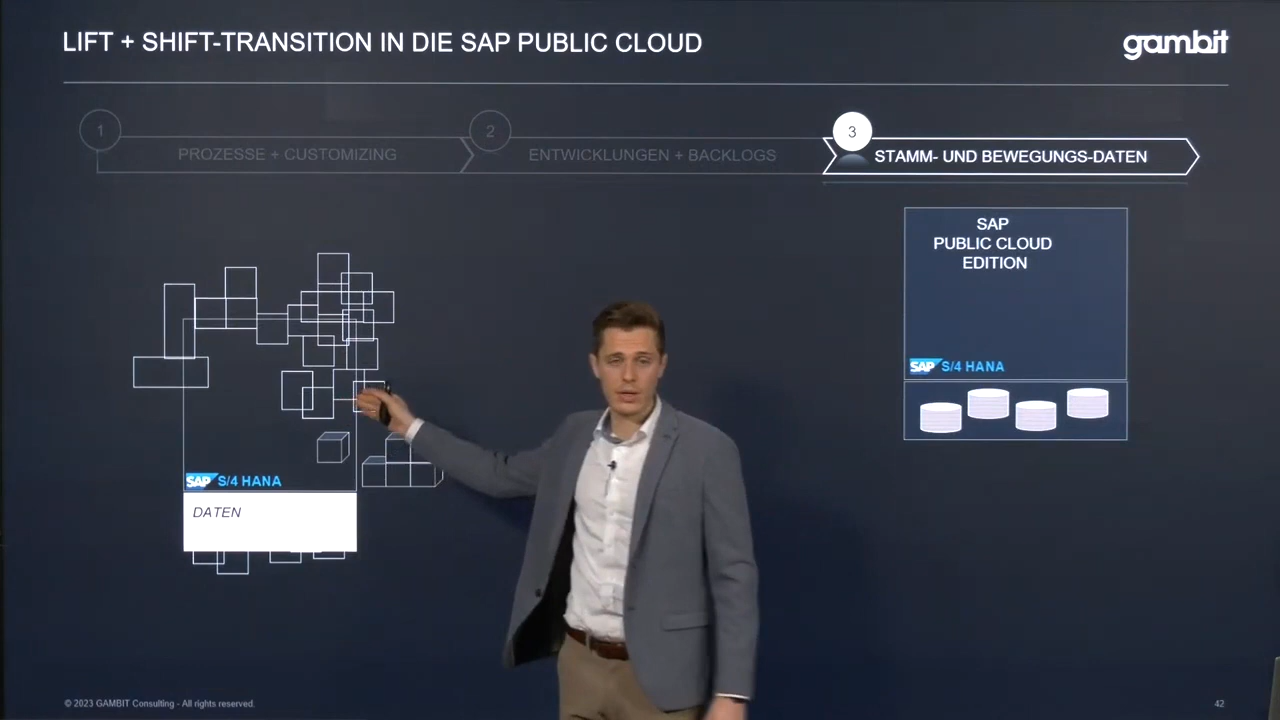 LIFT + SHIFT-TRANSITION IN DIE SAP PUBLIC CLOUD
gambit
1
2
3
PROZESSE + CUSTOMIZING
ENTWICKLUNGEN + BACKLOGS
STAMM- UND BEWEGUNGS-DATEN
SAP
PUBLIC CLOUD
EDITION
SAP S/4 HANA
SAP S/4 HANA
DATEN
© 2023 GAMBIT Consulting - All rights reserved.
42